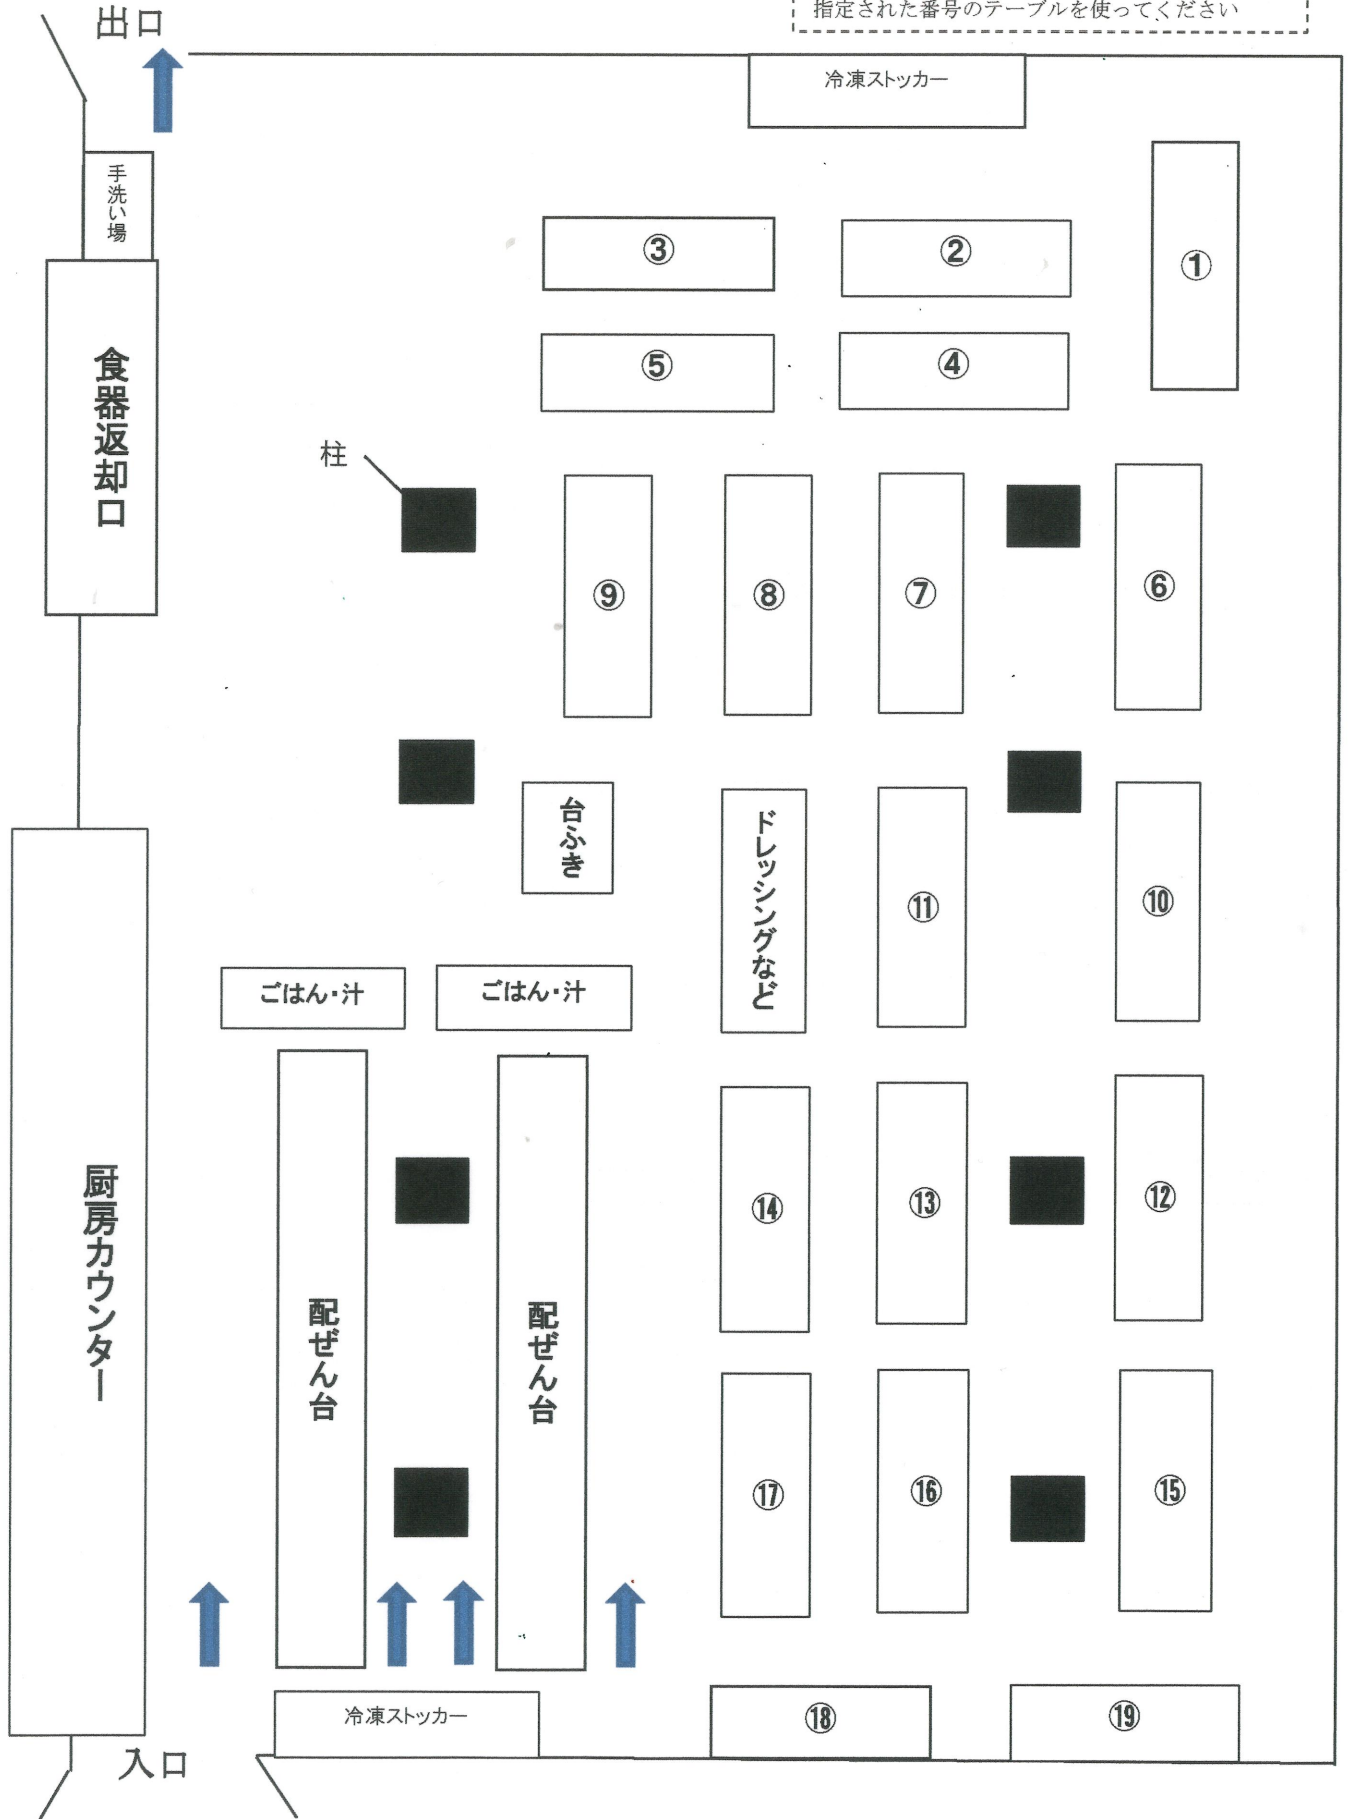 指定された番号のテーブルを使ってください
出口
冷凍ストッカー
手洗い場
③
②
①
⑤
④
食器返却口
柱
⑨
⑧
⑦
⑥
台ふき
ドレッシングなど
⑪
⑩
ごはん・汁
ごはん・汁
厨房カウンター
配ぜん台
配ぜん台
⑭
⑬
⑫
⑰
⑯
⑮
冷凍ストッカー
⑱
⑲
入口